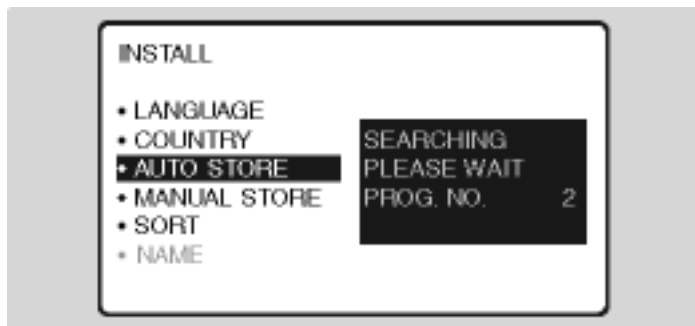 INSTALL
• LANGUAGE
• COUNTRY
• AUTO STORE
• MANUAL STORE
• SORT
• NAME
SEARCHING
PLEASE WAIT
PROG. NO. 2